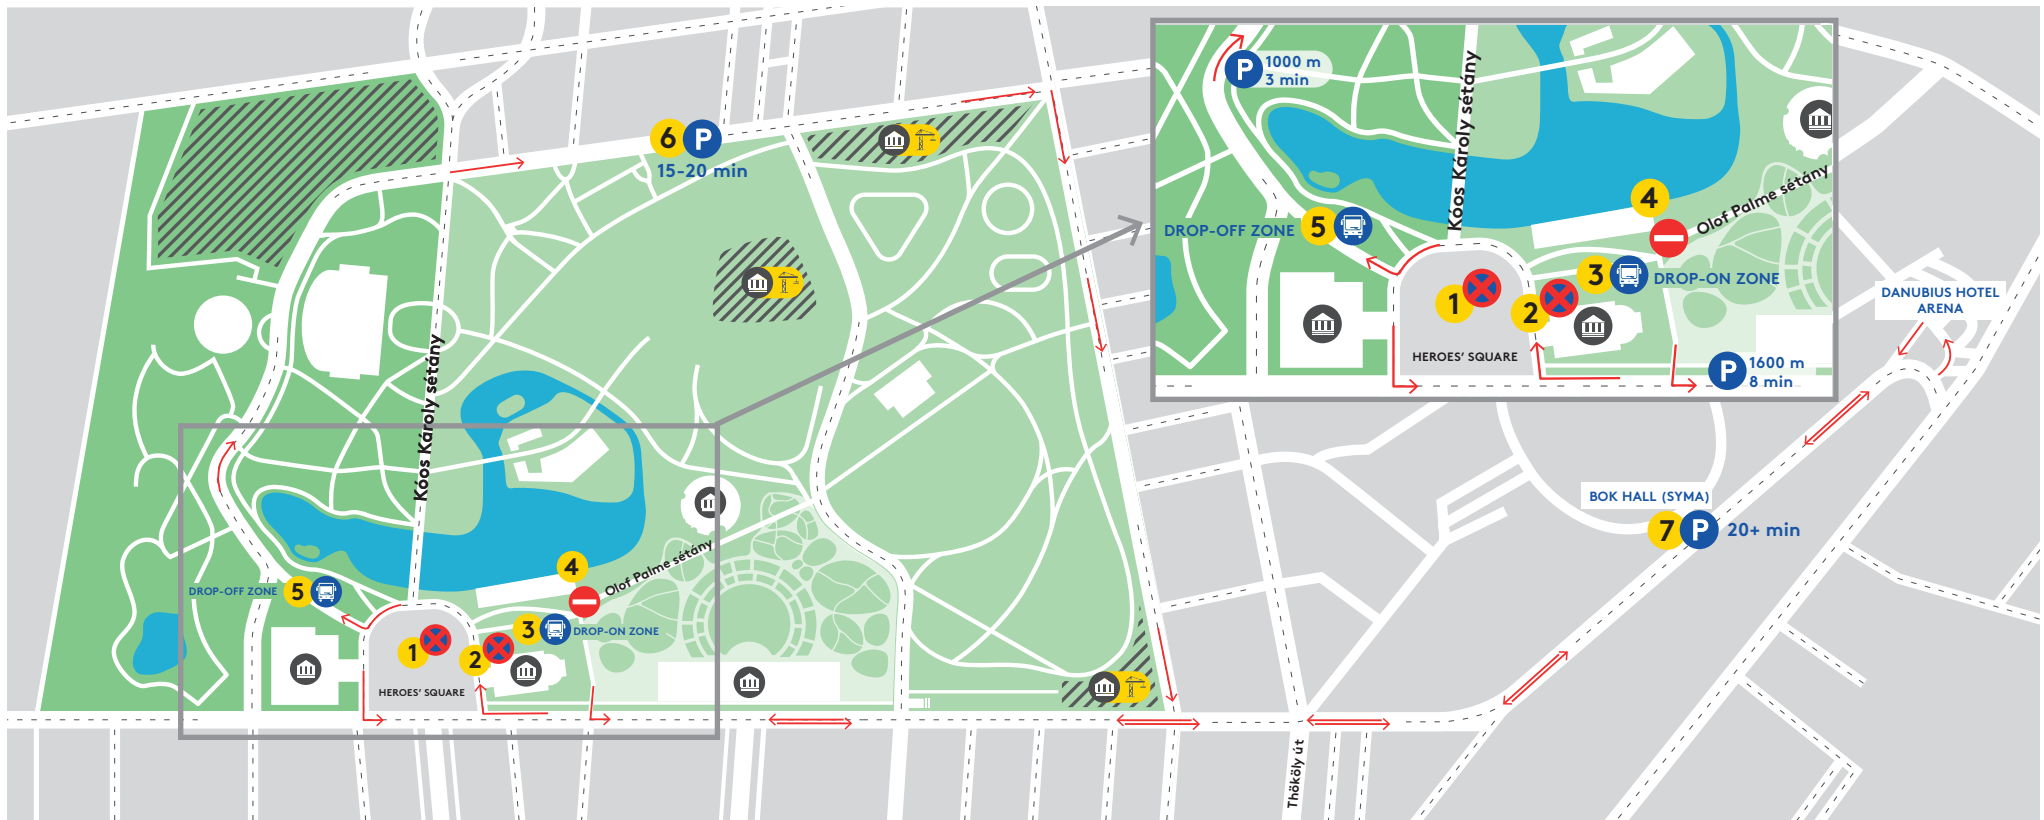 6 P
15-20 min
Kóos Károly sétány
4
Olof Palme sétány
DROP-OFF ZONE 5
3 DROP-ON ZONE
1
2
HEROES' SQUARE
P 1000 m
3 min
Kóos Károly sétány
4
Olof Palme sétány
DROP-OFF ZONE 5
3 DROP-ON ZONE
1
2
HEROES' SQUARE
P 1600 m
8 min
DANUBIUS HOTEL
ARENA
BOK HALL (SYMA)
7 P 20+ min
Thököly út